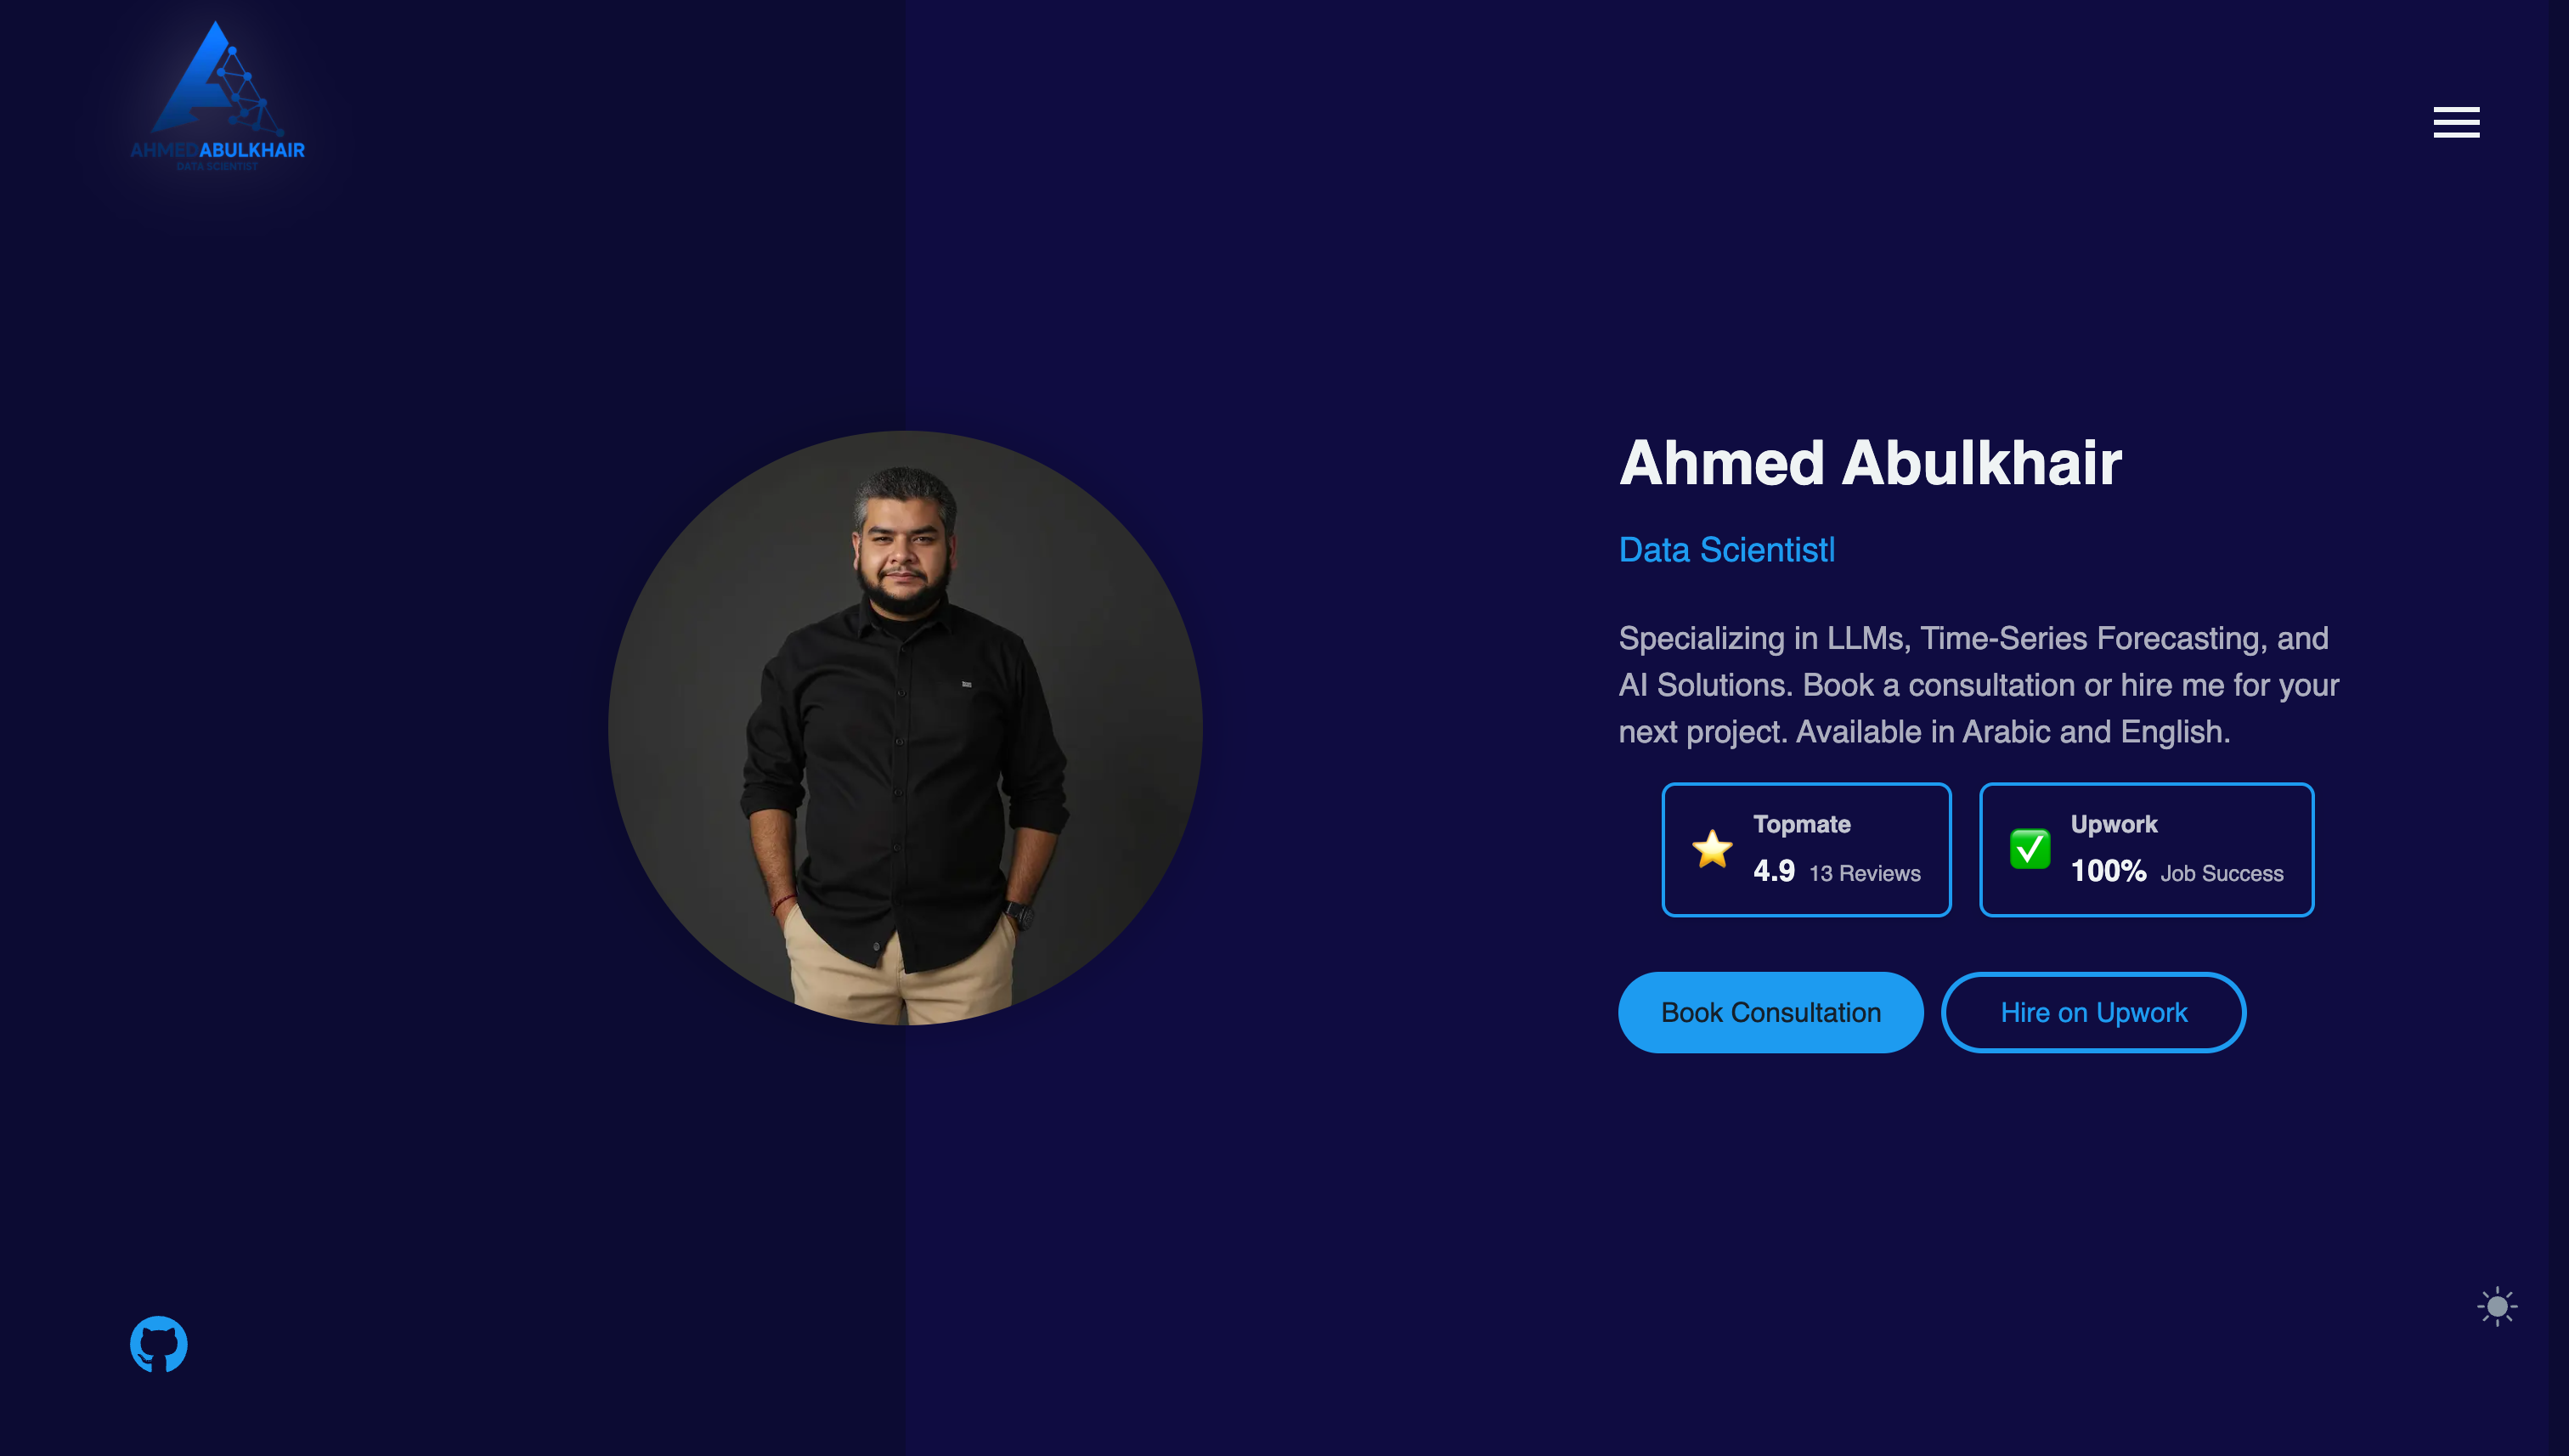 AHMEDABULKHAIR
DATA SCIENTIST
Ahmed Abulkhair
Data Scientist|
Specializing in LLMs, Time-Series Forecasting, and
AI Solutions. Book a consultation or hire me for your
next project. Available in Arabic and English.
Topmate
4.9 13 Reviews
Upwork
100% Job Success
Book Consultation
Hire on Upwork